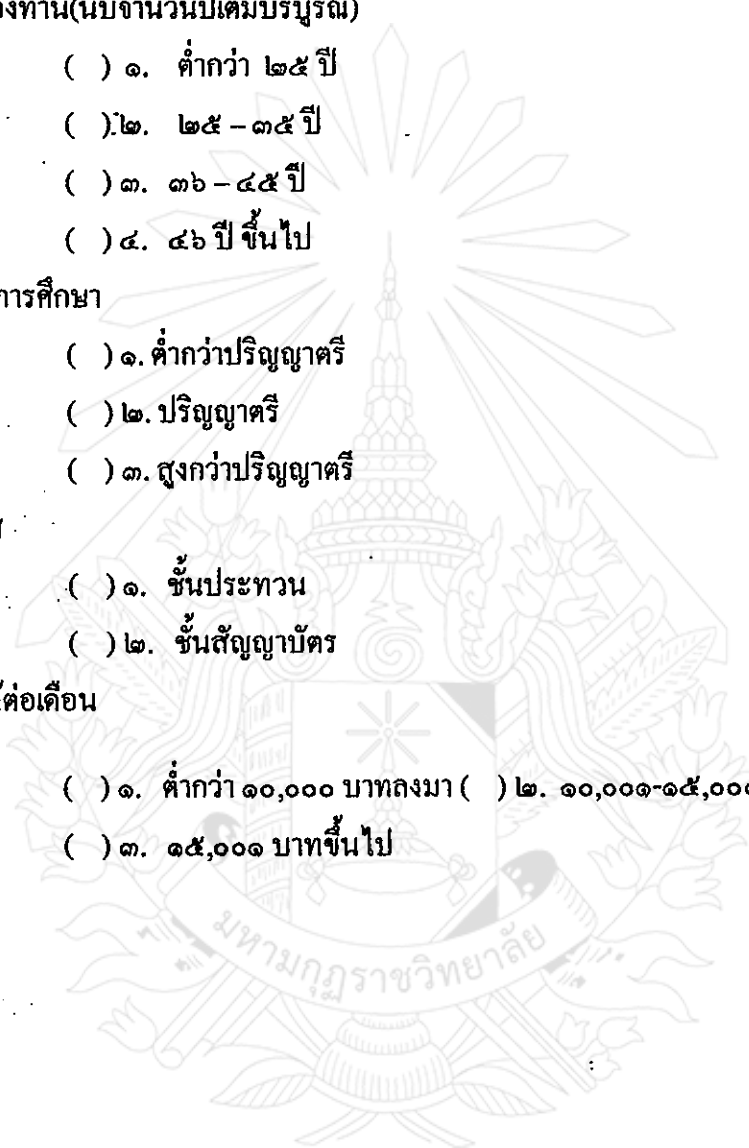 องท่าน(นับจำนวนปีเต็มบริบูรณ์)
( ) ๑. ต่ำกว่า ๒๕ ปี
( ) ๒. ๒๕ – ๓๕ ปี
( ) ๓. ๓๖ – ๔๕ ปี
( ) ๔. ๔๖ ปี ขึ้นไป
การศึกษา
( ) ๑. ต่ำกว่าปริญญาตรี
( ) ๒. ปริญญาตรี
( ) ๓. สูงกว่าปริญญาตรี
( ) ๑. ชั้นประทวน
( ) ๒. ชั้นสัญญาบัตร
ต่อเดือน
( ) ๑. ต่ำกว่า ๑๐,๐๐๐ บาทลงมา ( ) ๒. ๑๐,๐๐๑-๑๕,๐๐๐
( ) ๓. ๑๕,๐๐๑ บาทขึ้นไป
มหามกุฏราชวิทยาลัย